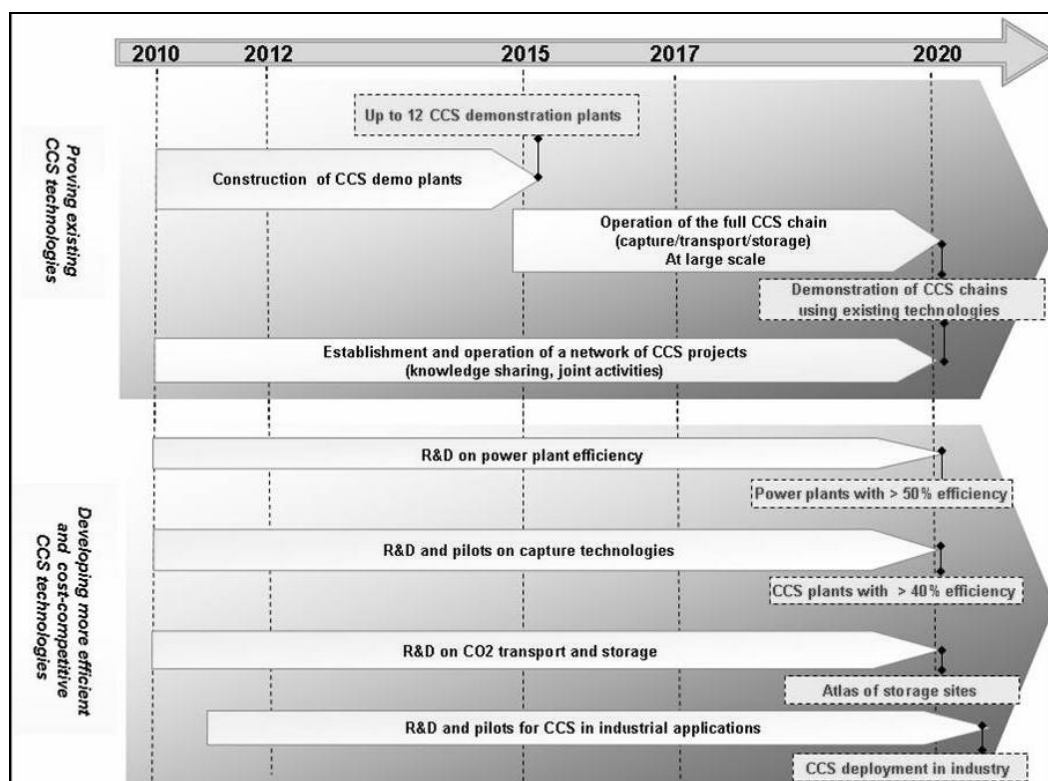 2010 2012 2015 2017 2020
Proving existing
CCS technologies
Up to 12 CCS demonstration plants
Construction of CCS demo plants
Operation of the full CCS chain
(capture/transport/storage)
At large scale
Demonstration of CCS chains
using existing technologies
Establishment and operation of a network of CCS projects
(knowledge sharing, joint activities)
Developing more efficient
and cost-competitive
CCS technologies
R&D on power plant efficiency
Power plants with > 50% efficiency
R&D and pilots on capture technologies
CCS plants with > 40% efficiency
R&D on CO2 transport and storage
Atlas of storage sites
R&D and pilots for CCS in industrial applications
CCS deployment in industry